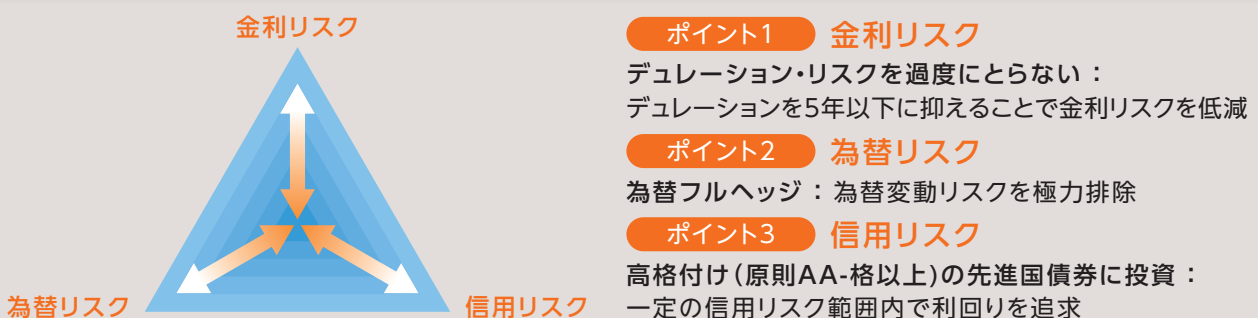 金利リスク
為替リスク
信用リスク
ポイント1 金利リスク
デュレーション・リスクを過度にとらない：
デュレーションを5年以下に抑えることで金利リスクを低減
ポイント2 為替リスク
為替フルヘッジ：為替変動リスクを極力排除
ポイント3 信用リスク
高格付け（原則AA-格以上）の先進国債券に投資：
一定の信用リスク範囲内で利回りを追求